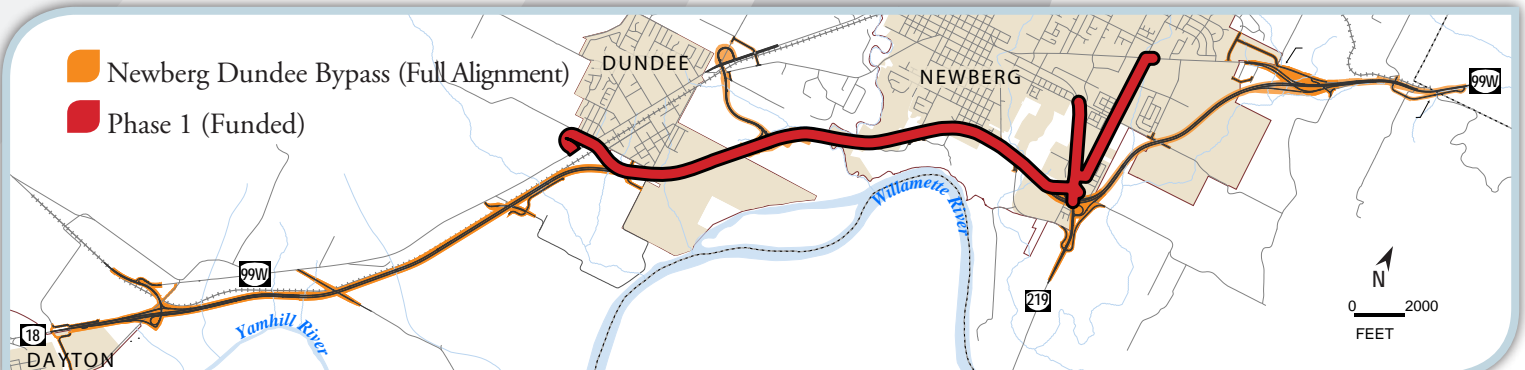 Newberg Dundee Bypass (Full Alignment)
Phase 1 (Funded)
DUNDEE
NEWBERG
99W
Willamette
River
99W
219
N
0 2000
FEET
18
Yamhill River
DAYTON